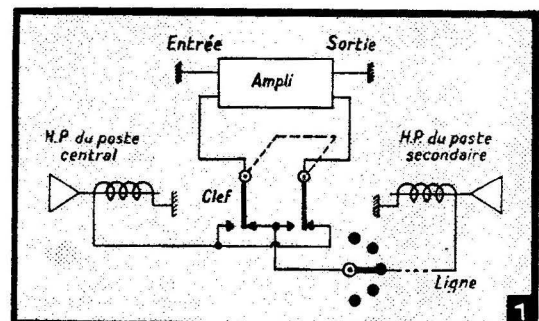 Entrée
Sortie
Ampli
H.P. du poste
central
H.P. du poste
secondaire
Clef
Ligne
1